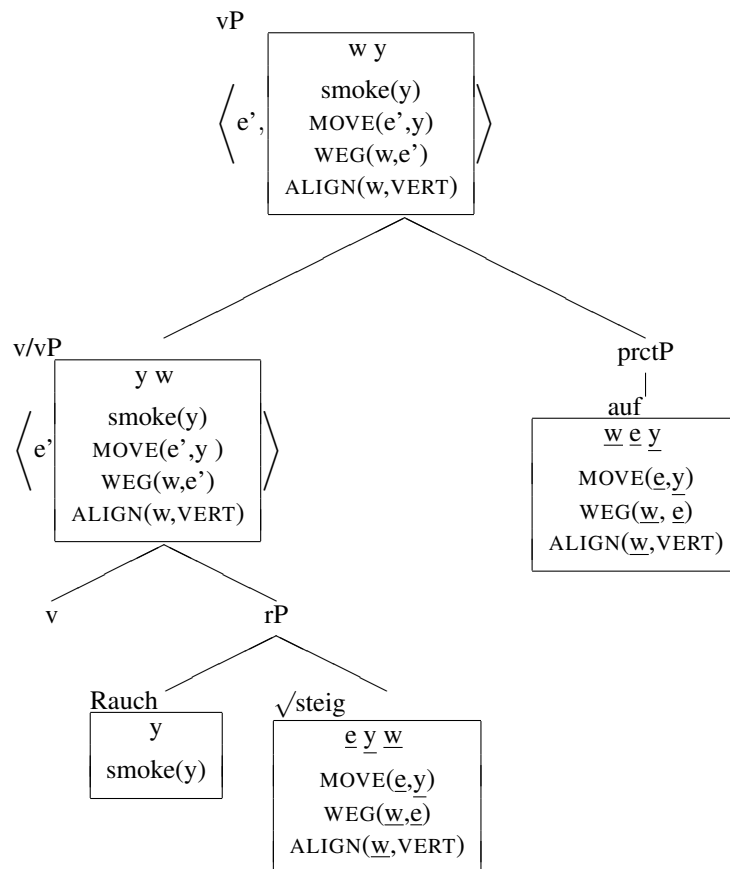 vP
w y
smoke(y)
⟨ e’, MOVE(e’,y) ⟩
WEG(w,e’)
ALIGN(w,VERT)
v/vP
y w
smoke(y)
⟨ e’ MOVE(e’,y ) ⟩
WEG(w,e’)
ALIGN(w,VERT)
prctP
auf
w e y
MOVE(e,y)
WEG(w, e)
ALIGN(w,VERT)
v
rP
Rauch
y
smoke(y)
√steig
e y w
MOVE(e,y)
WEG(w,e)
ALIGN(w,VERT)